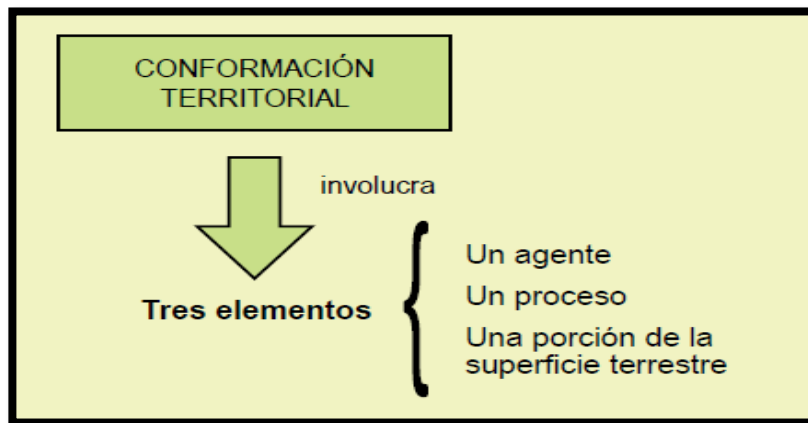 CONFORMACIÓN
TERRITORIAL
involucra
Tres elementos
Un agente
Un proceso
Una porción de la
superficie terrestre